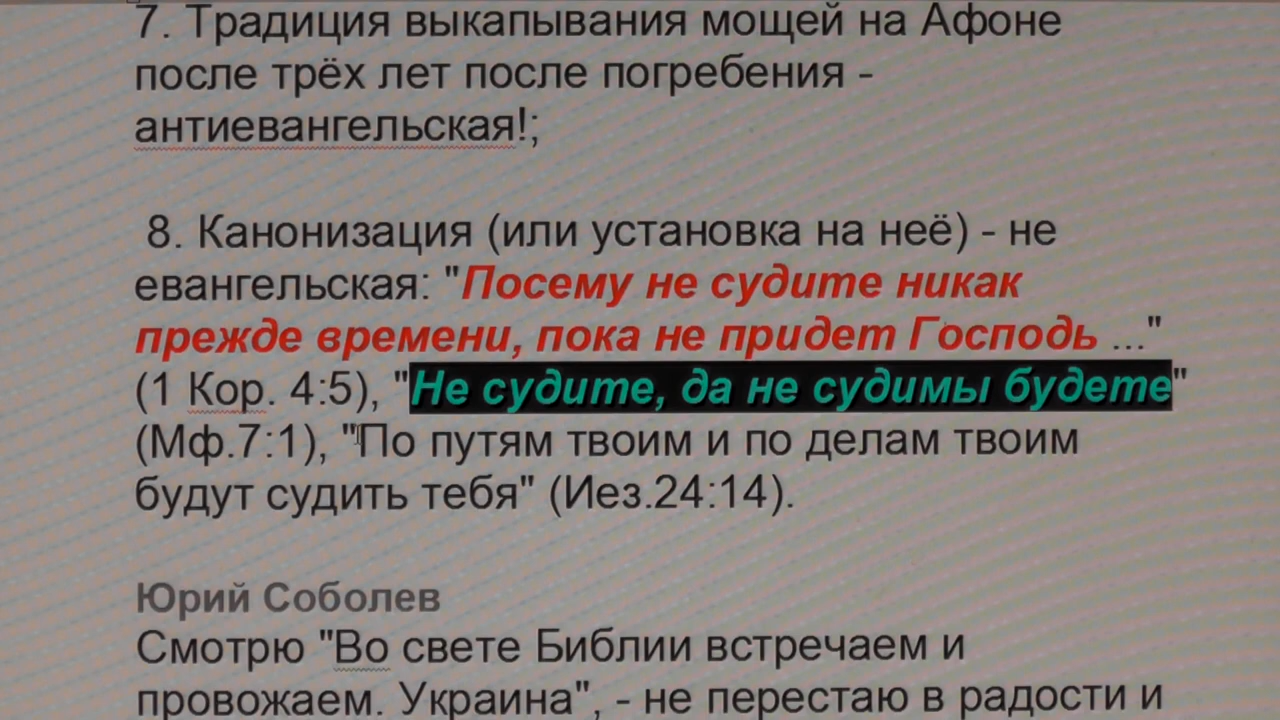 7. Традиция выкапывания мощей на Афоне
после трёх лет после погребения -
антиевангельская!;
8. Канонизация (или установка на неё) - не
евангельская: "Посему не судите никак
прежде времени, пока не придет Господь ..."
(1 Кор. 4:5), "Не судите, да не судимы будете"
(Мф.7:1), "По путям твоим и по делам твоим
будут судить тебя" (Иез.24:14).
Юрий Соболев
Смотрю "Во свете Библии встречаем и
провожаем. Украина", - не перестаю в радости и